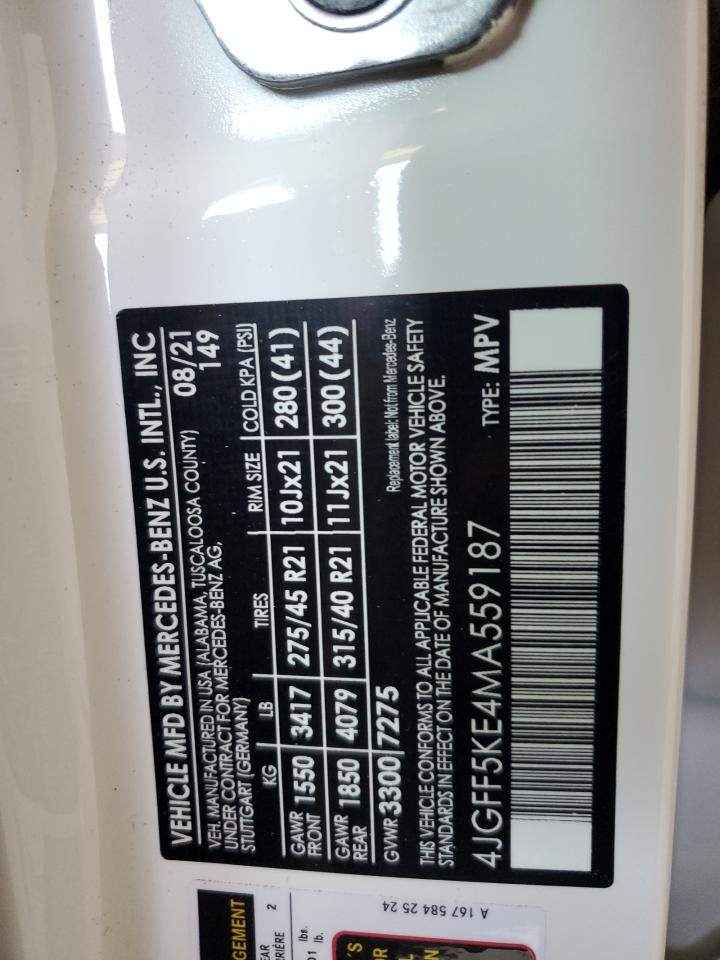 VEHICLE MFD BY MERCEDES-BENZ U.S. INTL., INC
VEH. MANUFACTURED IN USA (ALABAMA, TUSCALOOSA COUNTY) 08/21
UNDER CONTRACT FOR MERCEDES-BENZ AG, 149
STUTTGART (GERMANY)
KG LB TIRES RIM SIZE COLD KPA (PSI)
GAWR FRONT 1550 3417 275/45 R21 10Jx21 280 (41)
GAWR REAR 1850 4079 315/40 R21 11Jx21 300 (44)
GVWR 3300 7275
Replacement label: Not from Mercedes-Benz
THIS VEHICLE CONFORMS TO ALL APPLICABLE FEDERAL MOTOR VEHICLE SAFETY
STANDARDS IN EFFECT ON THE DATE OF MANUFACTURE SHOWN ABOVE.
4JGFF5KE4MA559187 TYPE: MPV
2
lbs.
lb.
A 167 584 25 24